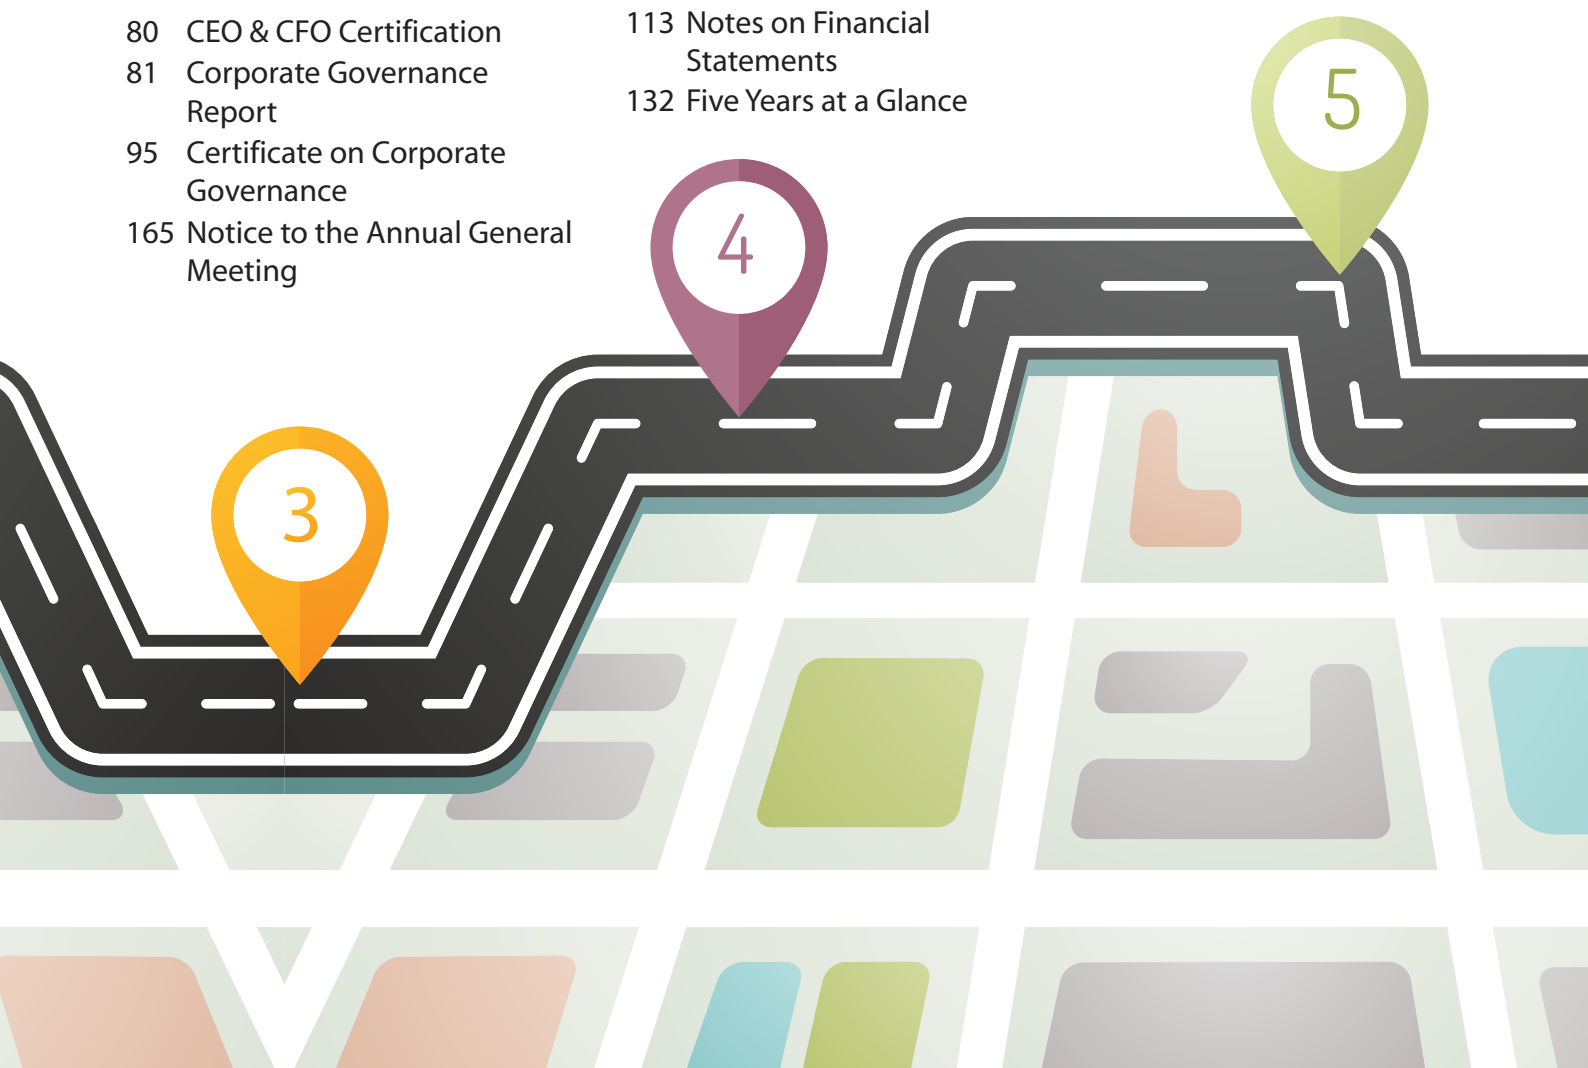 80 CEO & CFO Certification
81 Corporate Governance
Report
95 Certificate on Corporate
Governance
165 Notice to the Annual General
Meeting
113 Notes on Financial
Statements
132 Five Years at a Glance
3
4
5